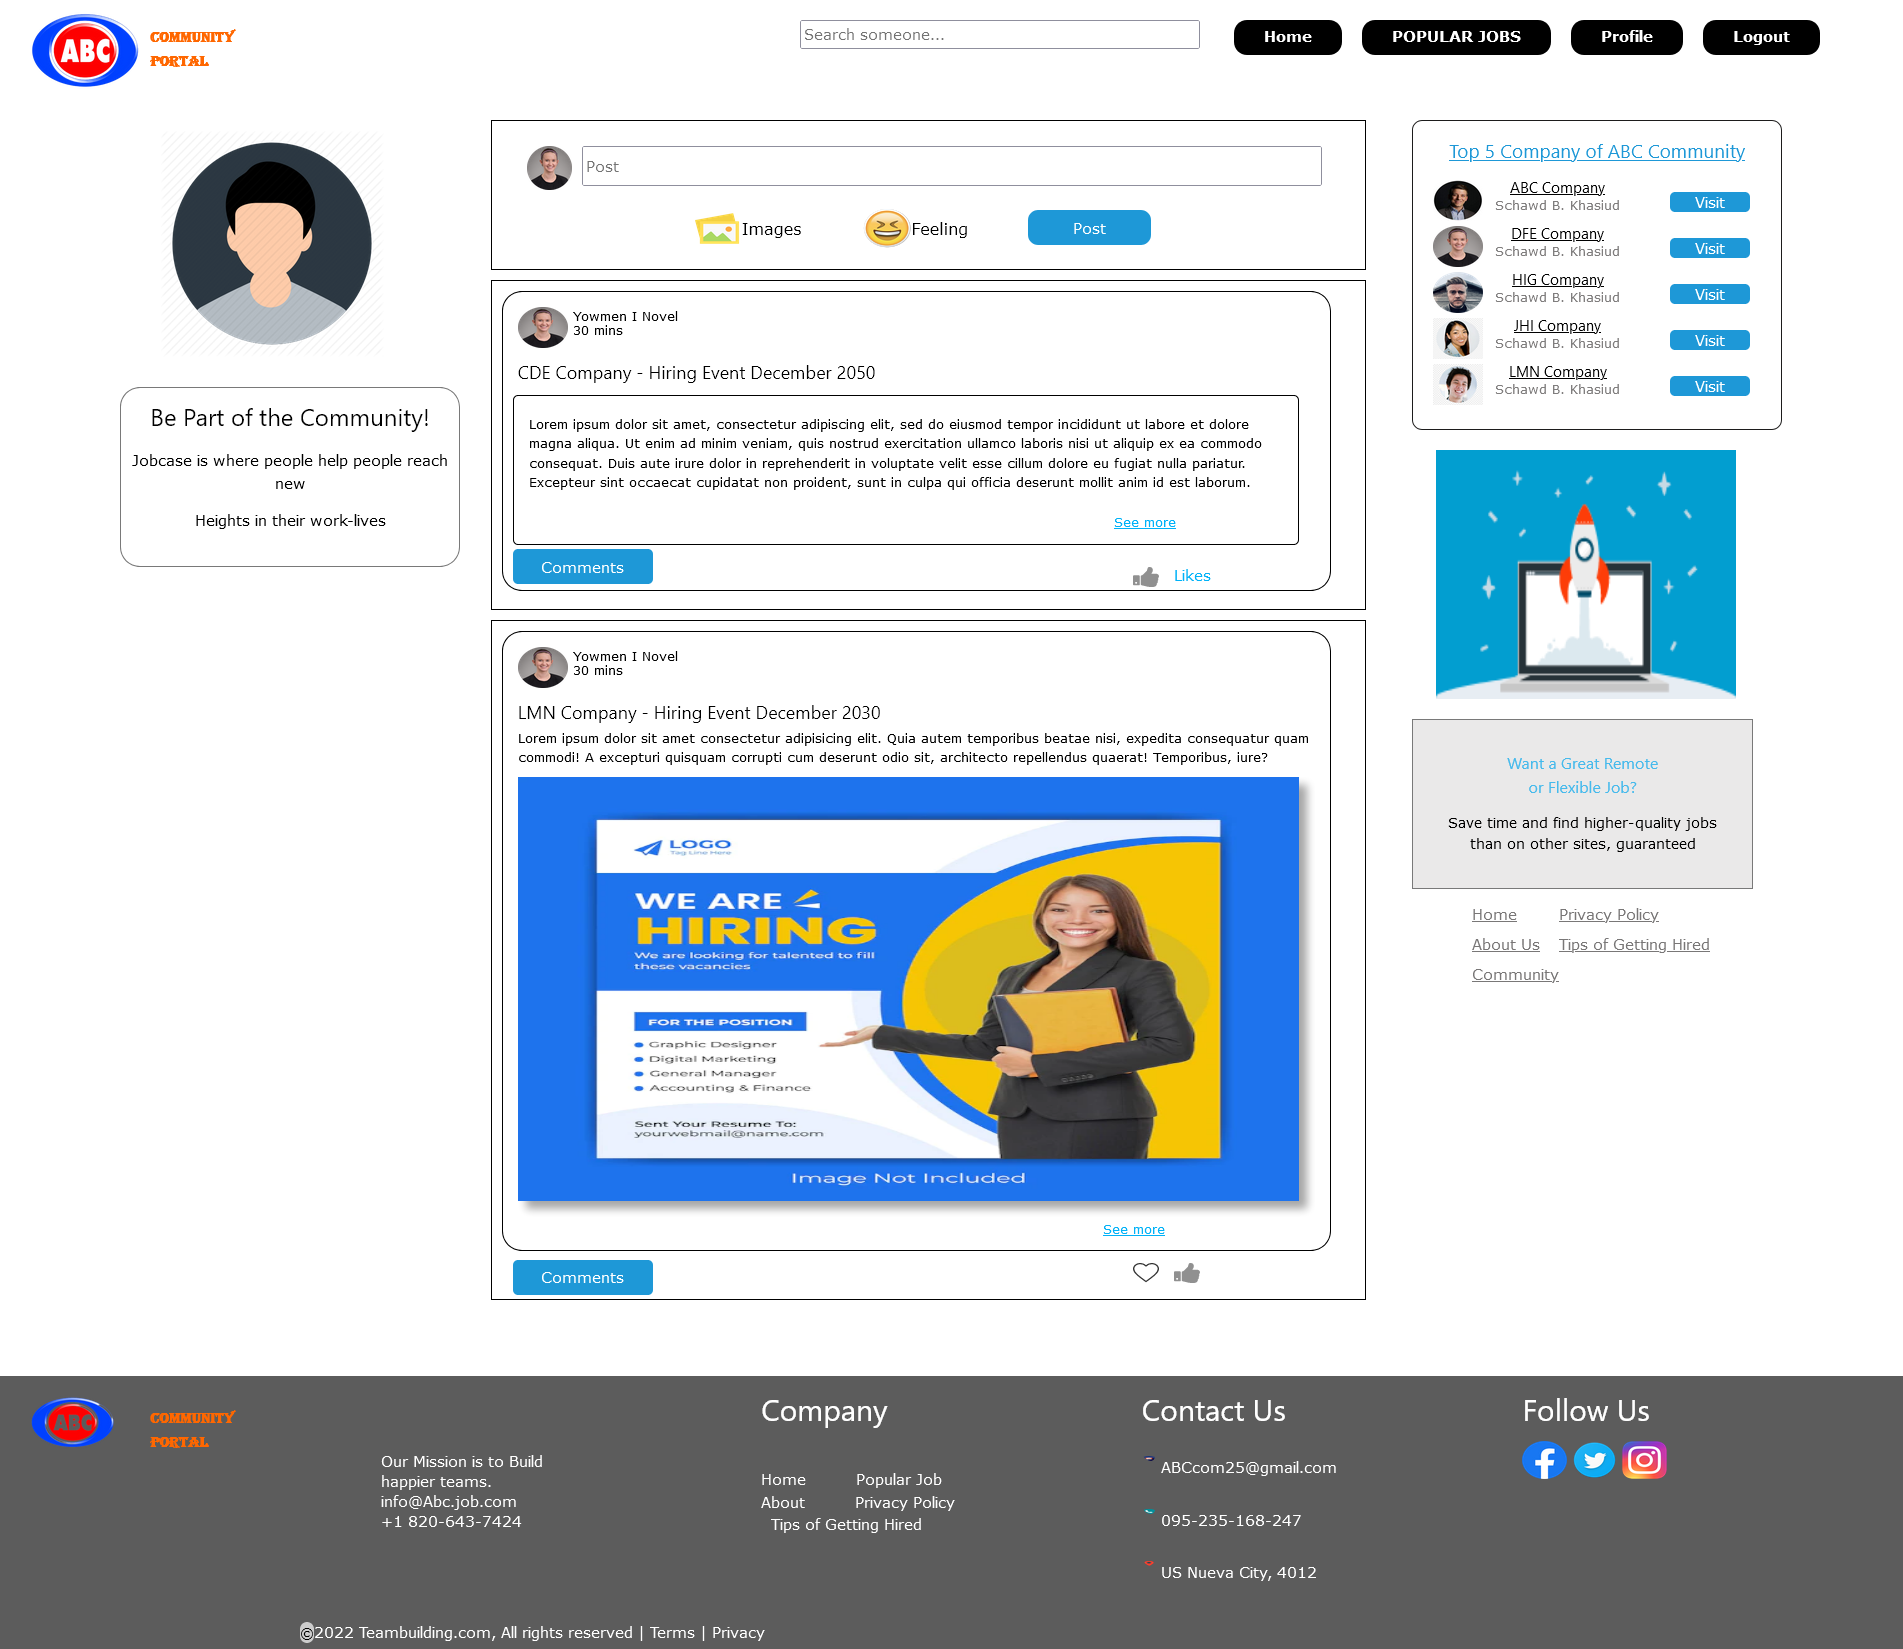 ABC
COMMUNITY
PORTAL
Search someone...
Home
POPULAR JOBS
Profile
Logout
Be Part of the Community!
Jobcase is where people help people reach
new
Heights in their work-lives
Post
Images
Feeling
Post
Yowmen I Novel
30 mins
CDE Company - Hiring Event December 2050
Lorem ipsum dolor sit amet, consectetur adipiscing elit, sed do eiusmod tempor incididunt ut labore et dolore
magna aliqua. Ut enim ad minim veniam, quis nostrud exercitation ullamco laboris nisi ut aliquip ex ea commodo
consequat. Duis aute irure dolor in reprehenderit in voluptate velit esse cillum dolore eu fugiat nulla pariatur.
Excepteur sint occaecat cupidatat non proident, sunt in culpa qui officia deserunt mollit anim id est laborum.
See more
Comments
Likes
Yowmen I Novel
30 mins
LMN Company - Hiring Event December 2030
Lorem ipsum dolor sit amet consectetur adipisicing elit. Quia autem temporibus beatae nisi, expedita consequatur quam
commodi! A excepturi quisquam corrupti cum deserunt odio sit, architecto repellendus quaerat! Temporibus, iure?
LOGO
Tag Line Here
WE ARE
HIRING
We are looking for talented to fill
these vacancies
FOR THE POSITION
Graphic Designer
Digital Marketing
General Manager
Accounting & Finance
Sent Your Resume To:
yourwebmail@name.com
Image Not Included
See more
Comments
Top 5 Company of ABC Community
ABC Company
Schawd B. Khasiud
Visit
DFE Company
Schawd B. Khasiud
Visit
HIG Company
Schawd B. Khasiud
Visit
JHI Company
Schawd B. Khasiud
Visit
LMN Company
Schawd B. Khasiud
Visit
Want a Great Remote
or Flexible Job?
Save time and find higher-quality jobs
than on other sites, guaranteed
Home
Privacy Policy
About Us
Tips of Getting Hired
Community
ABC
COMMUNITY
PORTAL
Our Mission is to Build
happier teams.
info@Abc.job.com
+1 820-643-7424
Company
Home
Popular Job
About
Privacy Policy
Tips of Getting Hired
Contact Us
ABCcom25@gmail.com
095-235-168-247
US Nueva City, 4012
Follow Us
©2022 Teambuilding.com, All rights reserved | Terms | Privacy